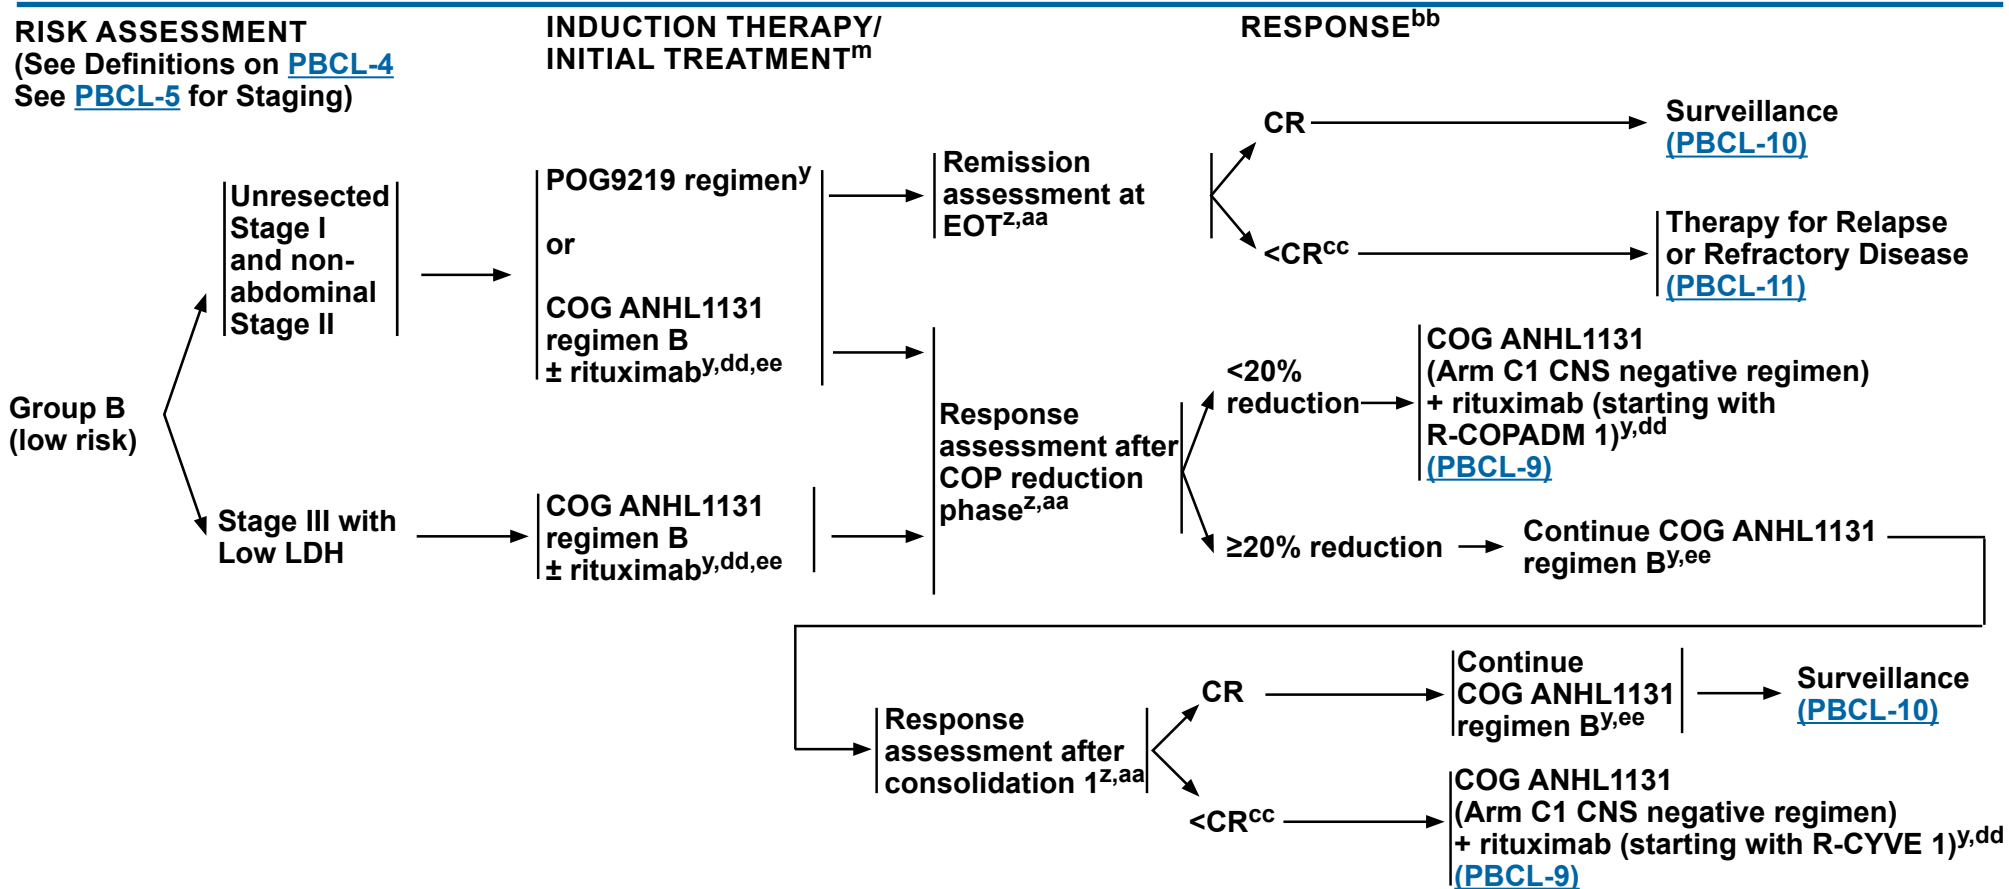 RISK ASSESSMENT
(See Definitions on PBCL-4
See PBCL-5 for Staging)
INDUCTION THERAPY/
INITIAL TREATMENTm
RESPONSEbb
Group B
(low risk)
Unresected
Stage I
and non-
abdominal
Stage II
POG9219 regimeny
or
COG ANHL1131
regimen B
± rituximaby,dd,ee
Remission
assessment at
EOTz,aa
CR
Surveillance
(PBCL-10)
<CRcc
Therapy for Relapse
or Refractory Disease
(PBCL-11)
Stage III with
Low LDH
COG ANHL1131
regimen B
± rituximaby,dd,ee
Response
assessment after
COP reduction
phasez,aa
<20%
reduction
COG ANHL1131
(Arm C1 CNS negative regimen)
+ rituximab (starting with
R-COPADM 1)y,dd
(PBCL-9)
≥20% reduction
Continue COG ANHL1131
regimen By,ee
Response
assessment after
consolidation 1z,aa
CR
Continue
COG ANHL1131
regimen By,ee
Surveillance
(PBCL-10)
<CRcc
COG ANHL1131
(Arm C1 CNS negative regimen)
+ rituximab (starting with R-CYVE 1)y,dd
(PBCL-9)